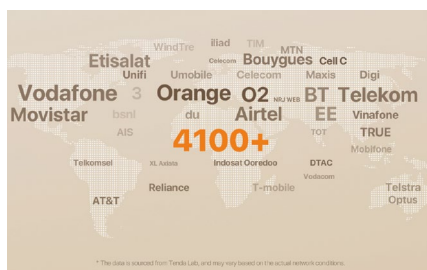 WindTre iliad TIM MTN
Etisalat Celecom Bouygues Cell C
Unifi Umobile Celecom Maxis Digi
Vodafone 3 Orange O2 NRJ WEB BT Telekom
Movistar bsnl du Airtel EE Vinafone
AIS 4100+ TOT TRUE
Mobifone
Telkomsel XL Axiata Indosat Ooredoo DTAC
Vodacom
Reliance T-mobile Telstra
AT&T Optus
* The data is sourced from Tenda Lab, and may vary based on the actual network conditions.